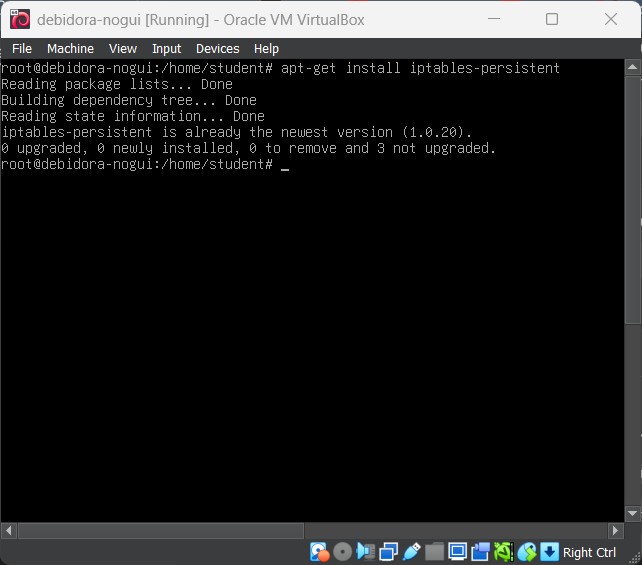 debidora-nogui [Running] - Oracle VM VirtualBox
File Machine View Input Devices Help
root@debidora-nogui:/home/student# apt-get install iptables-persistent
Reading package lists... Done
Building dependency tree... Done
Reading state information... Done
iptables-persistent is already the newest version (1.0.20).
0 upgraded, 0 newly installed, 0 to remove and 3 not upgraded.
root@debidora-nogui:/home/student# _
Right Ctrl